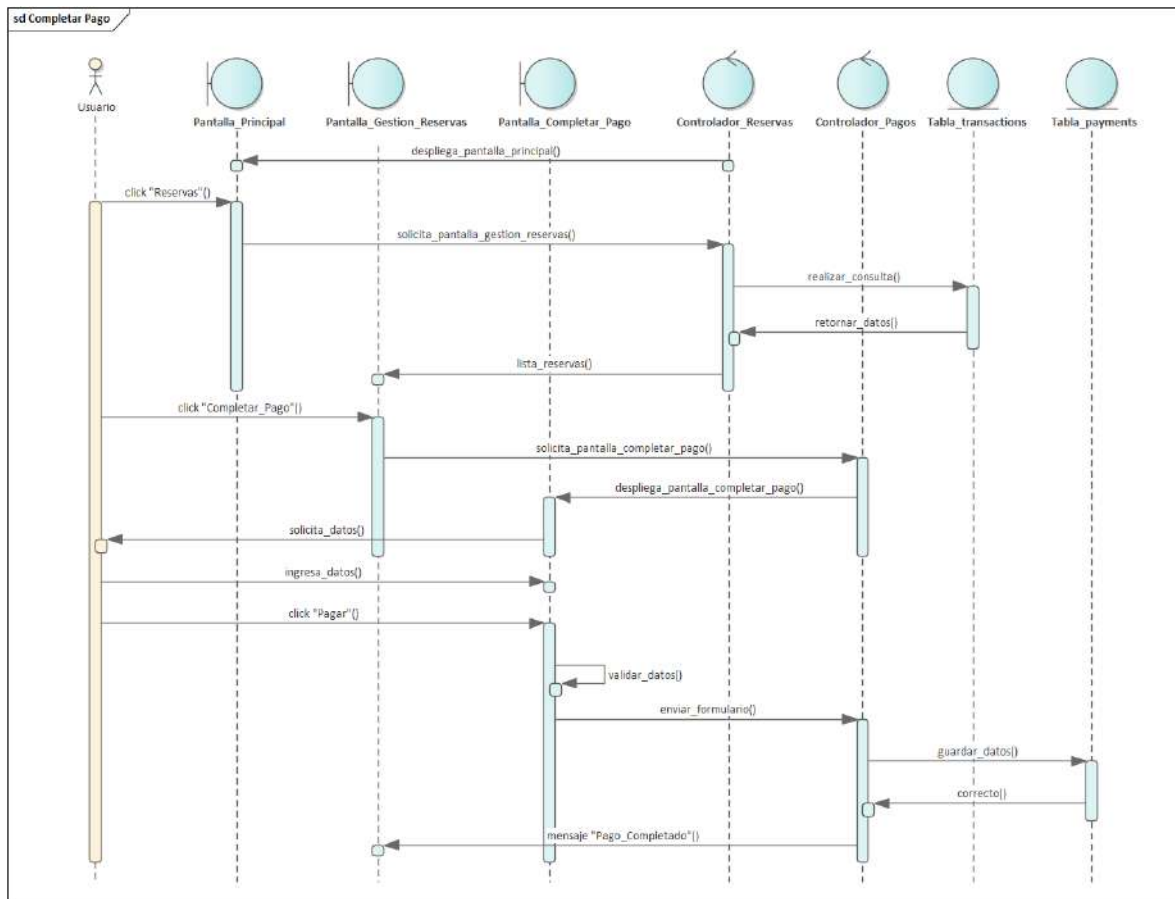 sd Completar Pago
Usuario
Pantalla_Principal
Pantalla_Gestion_Reservas
Pantalla_Completar_Pago
Controlador_Reservas
Controlador_Pagos
Tabla_transactions
Tabla_payments
despliega_pantalla_principal()
click "Reservas"()
solicita_pantalla_gestion_reservas()
realizar_consulta()
retornar_datos()
lista_reservas()
click "Completar_Pago"()
solicita_pantalla_completar_pago()
despliega_pantalla_completar_pago()
solicita_datos()
ingresa_datos()
click "Pagar"()
validar_datos()
enviar_formulario()
guardar_datos()
correcto()
mensaje "Pago_Completado"()